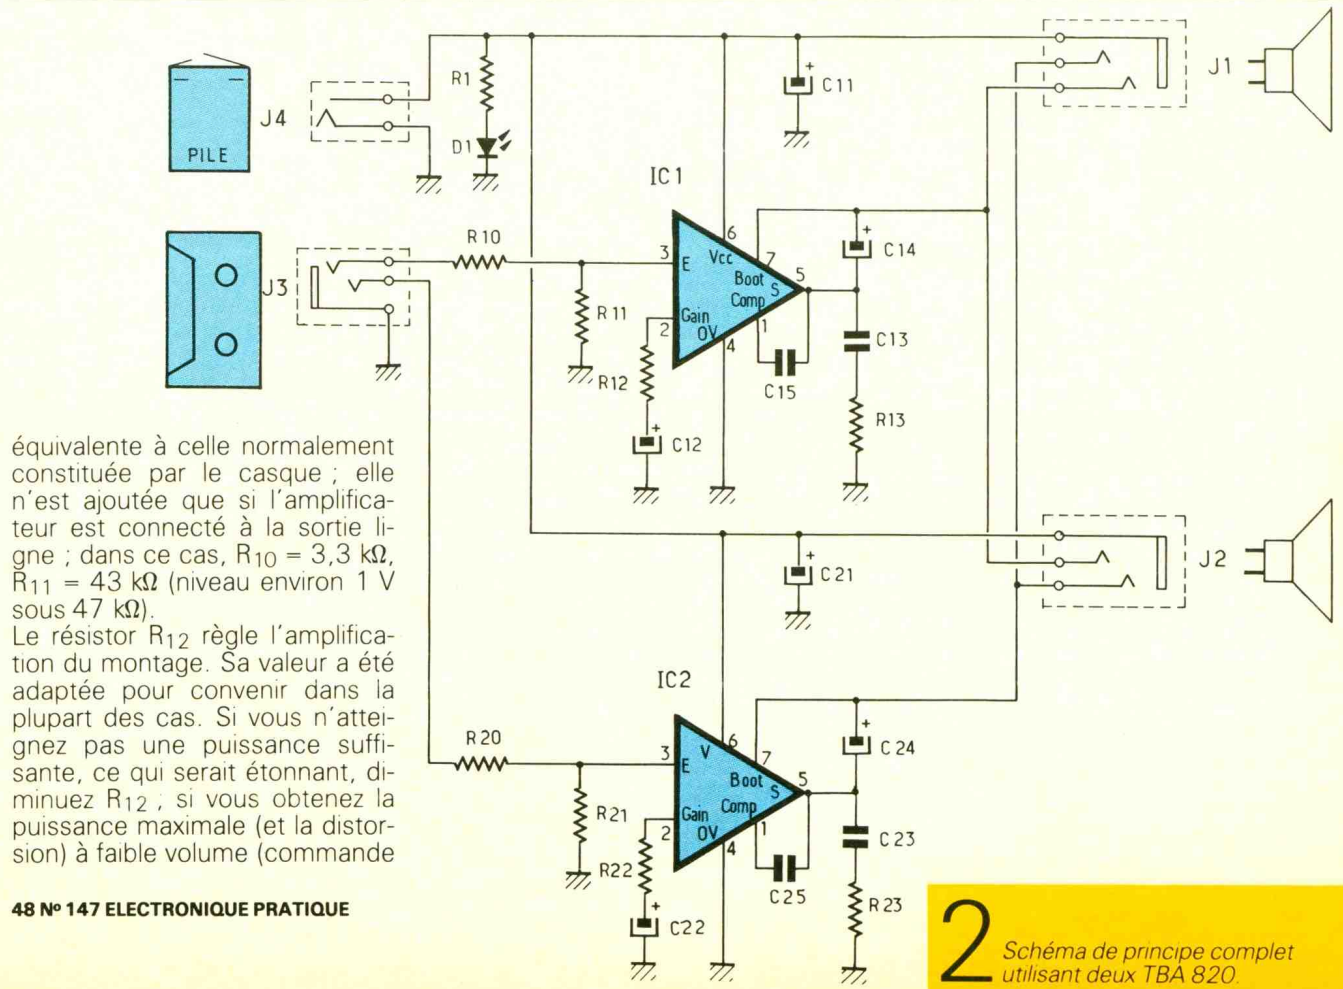 PILE
J4
R1
D1
C11
J1
IC1
J3
R10
R11
R12
C12
3
E
6
Vcc
7
Boot
5
S
Comp
1
Gain
2
OV
4
+
C14
C13
C15
R13
équivalente à celle normalement
constituée par le casque ; elle
n'est ajoutée que si l'amplifica-
teur est connecté à la sortie li-
gne ; dans ce cas, R10 = 3,3 kΩ,
R11 = 43 kΩ (niveau environ 1 V
sous 47 kΩ).
Le résistor R12 règle l'amplifica-
tion du montage. Sa valeur a été
adaptée pour convenir dans la
plupart des cas. Si vous n'attei-
gnez pas une puissance suffi-
sante, ce qui serait étonnant, di-
minuez R12 ; si vous obtenez la
puissance maximale (et la distor-
sion) à faible volume (commande
C21
J2
IC2
R20
R21
R22
C22
3
E
V
6
7
Boot
5
S
Comp
1
Gain
2
OV
4
+
C24
C23
C25
R23
48 Nº 147 ELECTRONIQUE PRATIQUE
2
Schéma de principe complet
utilisant deux TBA 820.